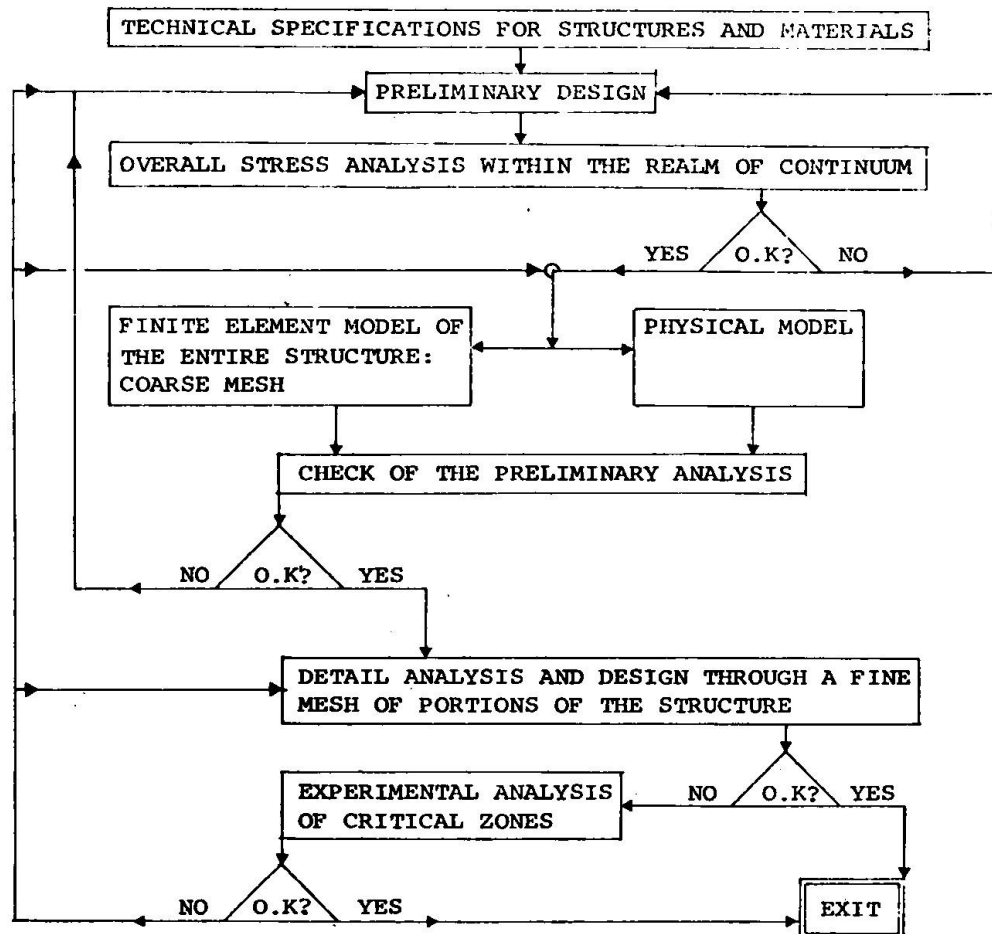 TECHNICAL SPECIFICATIONS FOR STRUCTURES AND MATERIALS
PRELIMINARY DESIGN
OVERALL STRESS ANALYSIS WITHIN THE REALM OF CONTINUUM
YES O.K? NO
FINITE ELEMENT MODEL OF
THE ENTIRE STRUCTURE:
COARSE MESH
PHYSICAL MODEL
CHECK OF THE PRELIMINARY ANALYSIS
NO O.K? YES
DETAIL ANALYSIS AND DESIGN THROUGH A FINE
MESH OF PORTIONS OF THE STRUCTURE
NO O.K? YES
EXPERIMENTAL ANALYSIS
OF CRITICAL ZONES
NO O.K? YES
EXIT